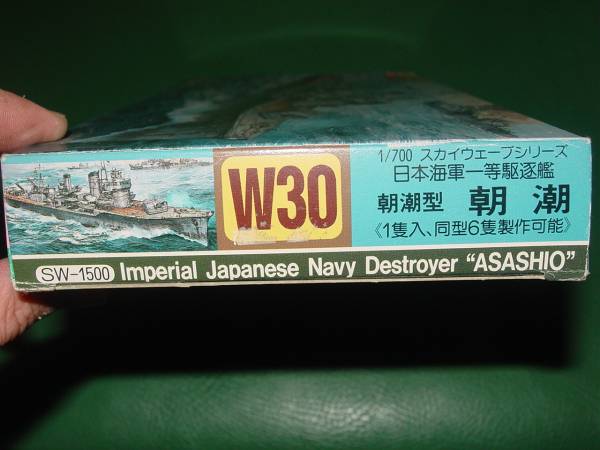 W30
1/700 スカイウェーブシリーズ
日本海軍一等駆逐艦
朝潮型 朝潮
《1隻入、同型6隻製作可能》
SW-1500 Imperial Japanese Navy Destroyer "ASASHIO"